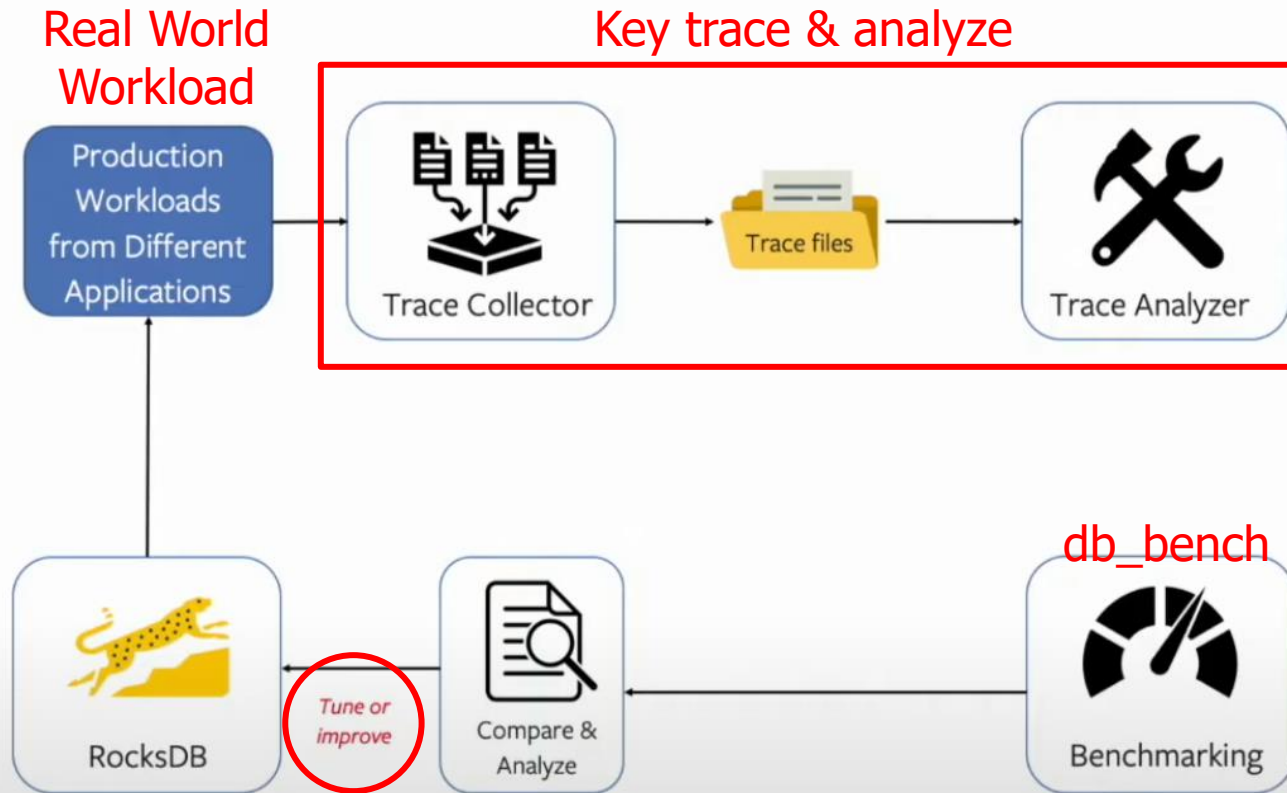 Real World
Workload
Key trace & analyze
Production
Workloads
from Different
Applications
Trace Collector
Trace files
Trace Analyzer
db_bench
RocksDB
Tune or
improve
Compare &
Analyze
Benchmarking